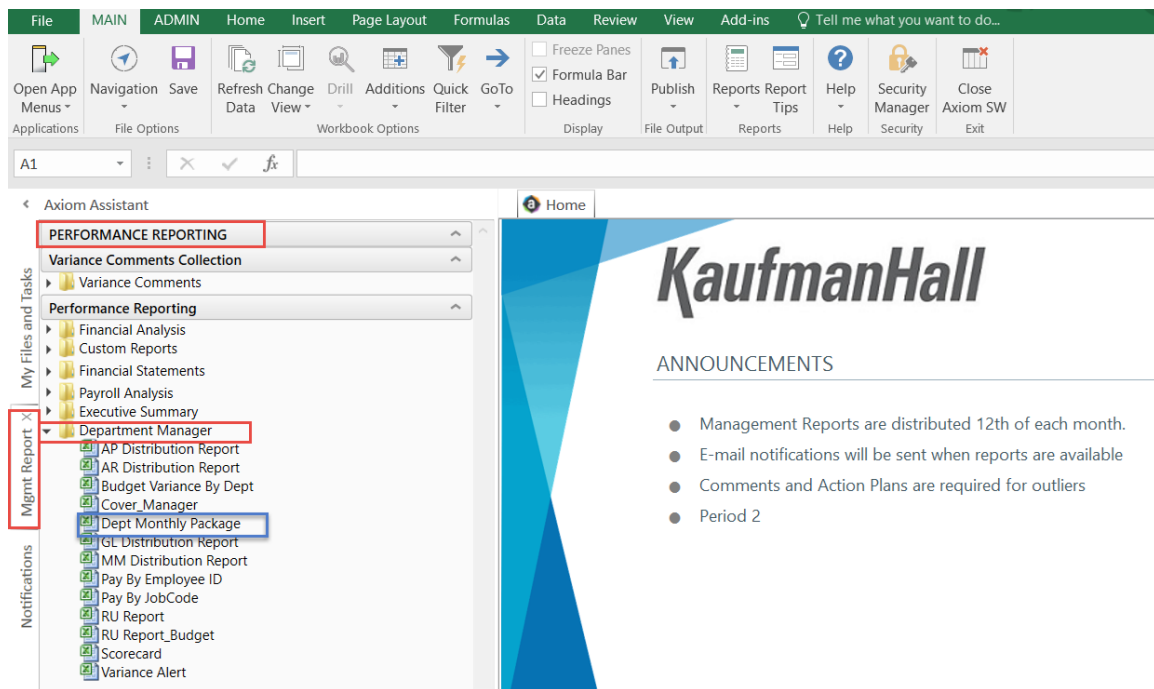 File MAIN ADMIN Home Insert Page Layout Formulas Data Review View Add-ins Tell me what you want to do...
Open App Menus
Navigation
Save
Refresh Data
Change View
Drill
Additions
Quick Filter
GoTo
Freeze Panes
Formula Bar
Headings
Publish
Reports
Report Tips
Help
Security Manager
Close Axiom SW
Applications File Options Workbook Options Display File Output Reports Help Security Exit
A1 fx
Axiom Assistant
a Home
My Files and Tasks
Mgmt Report X
Notifications
PERFORMANCE REPORTING
Variance Comments Collection
Variance Comments
Performance Reporting
Financial Analysis
Custom Reports
Financial Statements
Payroll Analysis
Executive Summary
Department Manager
AP Distribution Report
AR Distribution Report
Budget Variance By Dept
Cover_Manager
Dept Monthly Package
GL Distribution Report
MM Distribution Report
Pay By Employee ID
Pay By JobCode
RU Report
RU Report_Budget
Scorecard
Variance Alert
KaufmanHall
ANNOUNCEMENTS
● Management Reports are distributed 12th of each month.
● E-mail notifications will be sent when reports are available
● Comments and Action Plans are required for outliers
● Period 2